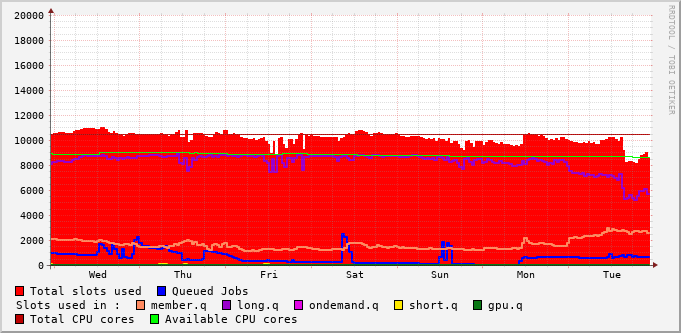 20000
18000
16000
14000
12000
10000
8000
6000
4000
2000
0
Wed Thu Fri Sat Sun Mon Tue
RRDTOOL / TOBI OETIKER
Total slots used Queued Jobs
Slots used in : member.q long.q ondemand.q short.q gpu.q
Total CPU cores Available CPU cores